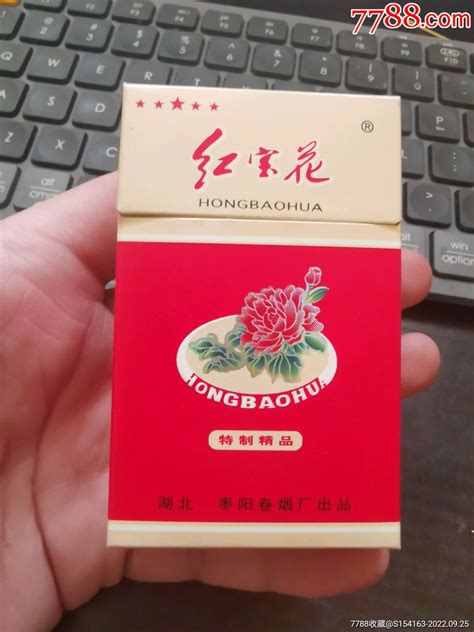 7788.com
★★★★★
®
红宝花
HONGBAOHUA
HONGBAOHUA
特制精品
湖北·枣阳卷烟厂出品
7788收藏@S154163-2022.09.25